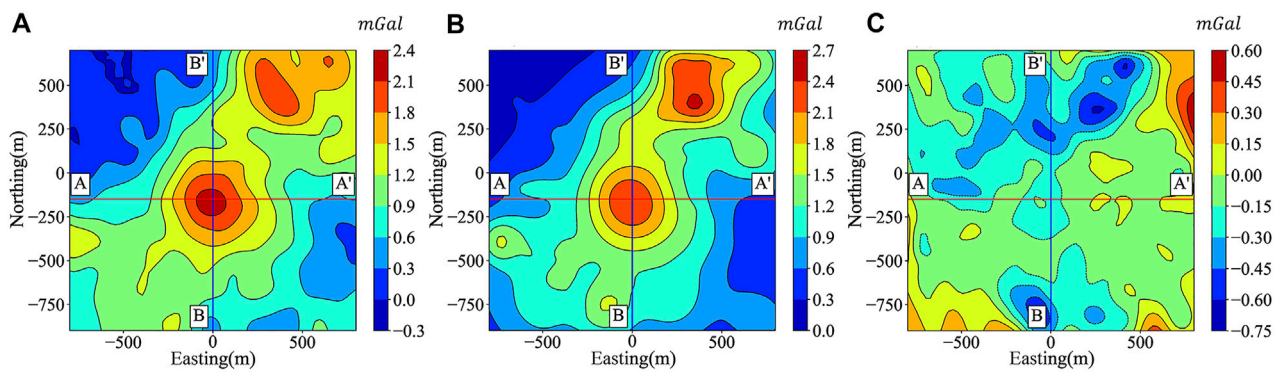 A
mGal
B
mGal
C
mGal
2.4
2.1
1.8
1.5
1.2
0.9
0.6
0.3
0.0
−0.3
500
250
0
−250
−500
−750
Northing(m)
−500
0
500
Easting(m)
A
A'
B'
B
2.7
2.4
2.1
1.8
1.5
1.2
0.9
0.6
0.3
0.0
500
250
0
−250
−500
−750
Northing(m)
−500
0
500
Easting(m)
A
A'
B'
B
0.60
0.45
0.30
0.15
0.00
−0.15
−0.30
−0.45
−0.60
−0.75
500
250
0
−250
−500
−750
Northing(m)
−500
0
500
Easting(m)
A
A'
B'
B